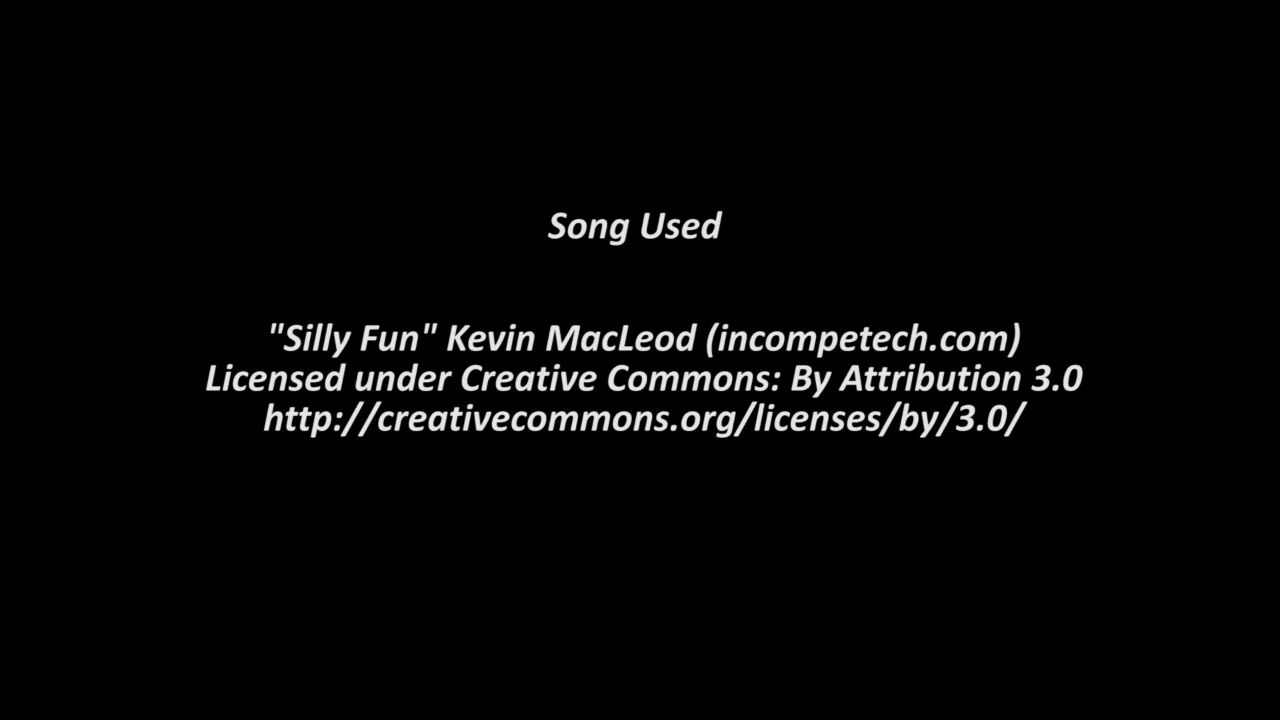 Song Used
"Silly Fun" Kevin MacLeod (incompetech.com)
Licensed under Creative Commons: By Attribution 3.0
http://creativecommons.org/licenses/by/3.0/